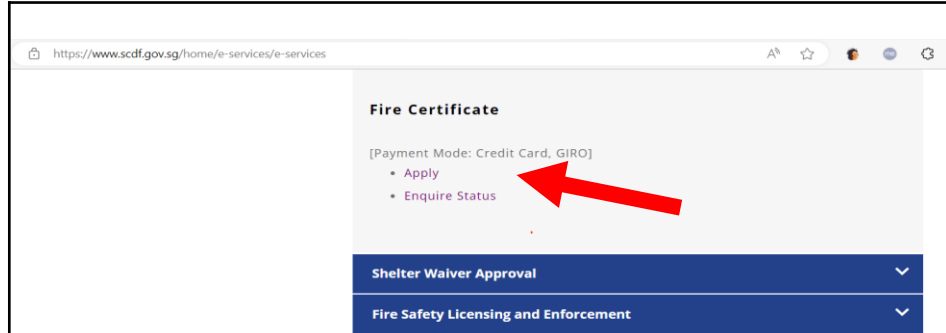 https://www.scdf.gov.sg/home/e-services/e-services
Fire Certificate
[Payment Mode: Credit Card, GIRO]
Apply
Enquire Status
Shelter Waiver Approval
Fire Safety Licensing and Enforcement